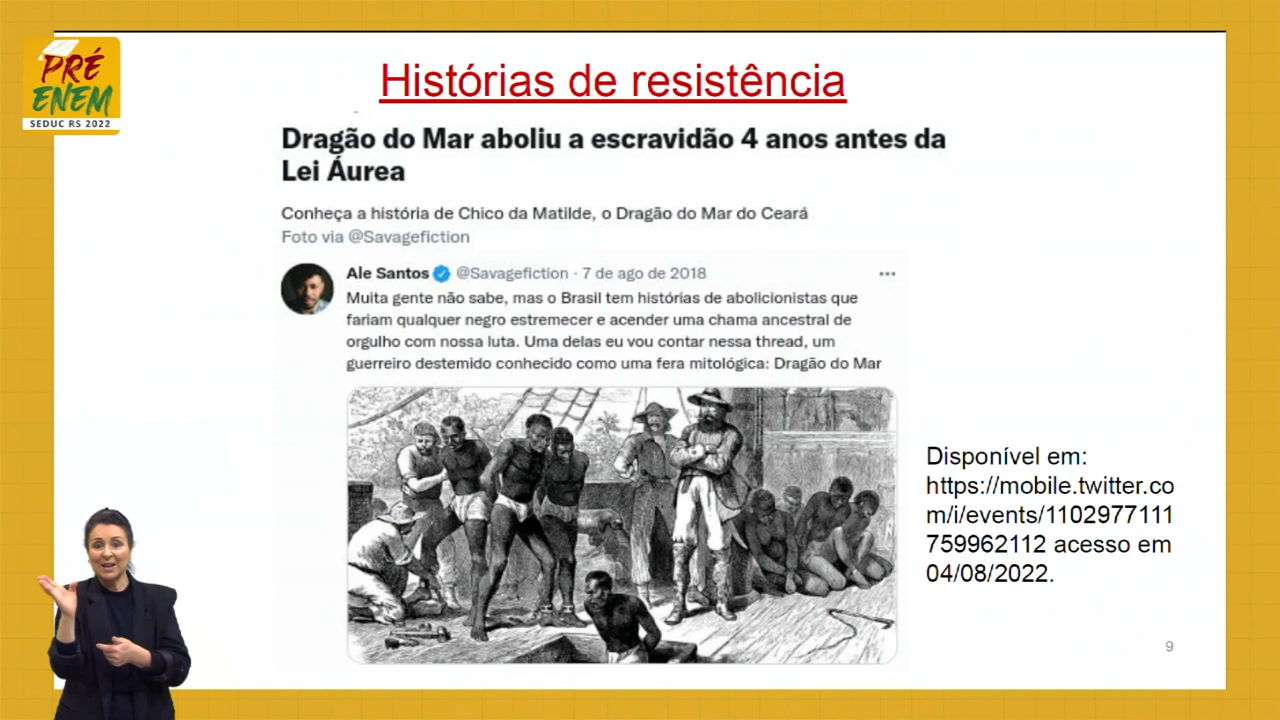 PRÉ
ENEM
SEDUC RS 2022
Histórias de resistência
Dragão do Mar aboliu a escravidão 4 anos antes da
Lei Áurea
Conheça a história de Chico da Matilde, o Dragão do Mar do Ceará
Foto via @Savagefiction
Ale Santos @Savagefiction · 7 de ago de 2018
Muita gente não sabe, mas o Brasil tem histórias de abolicionistas que
fariam qualquer negro estremecer e acender uma chama ancestral de
orgulho com nossa luta. Uma delas eu vou contar nessa thread, um
guerreiro destemido conhecido como uma fera mitológica: Dragão do Mar
Disponível em:
https://mobile.twitter.co
m/i/events/1102977111
759962112 acesso em
04/08/2022.
9